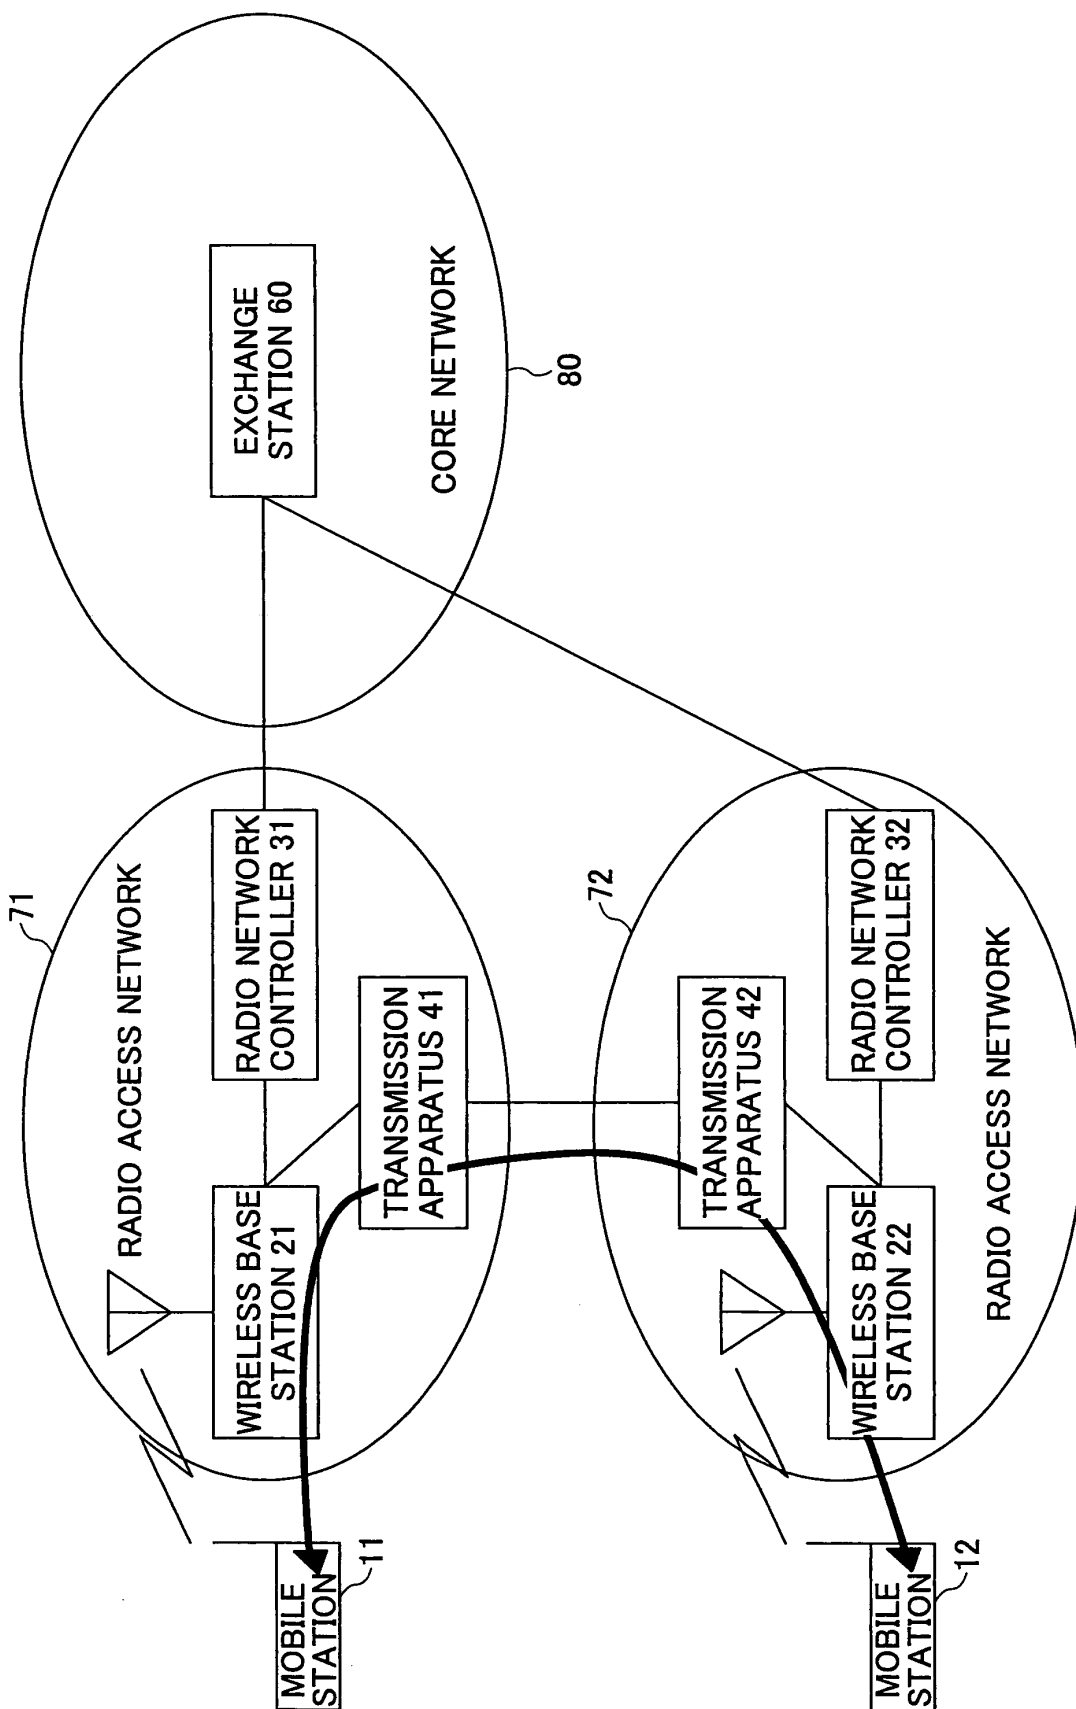 71
RADIO ACCESS NETWORK
RADIO NETWORK
CONTROLLER 31
WIRELESS BASE
STATION 21
TRANSMISSION
APPARATUS 41
MOBILE
STATION
11
EXCHANGE
STATION 60
CORE NETWORK
80
72
TRANSMISSION
APPARATUS 42
RADIO NETWORK
CONTROLLER 32
WIRELESS BASE
STATION 22
RADIO ACCESS NETWORK
MOBILE
STATION
12